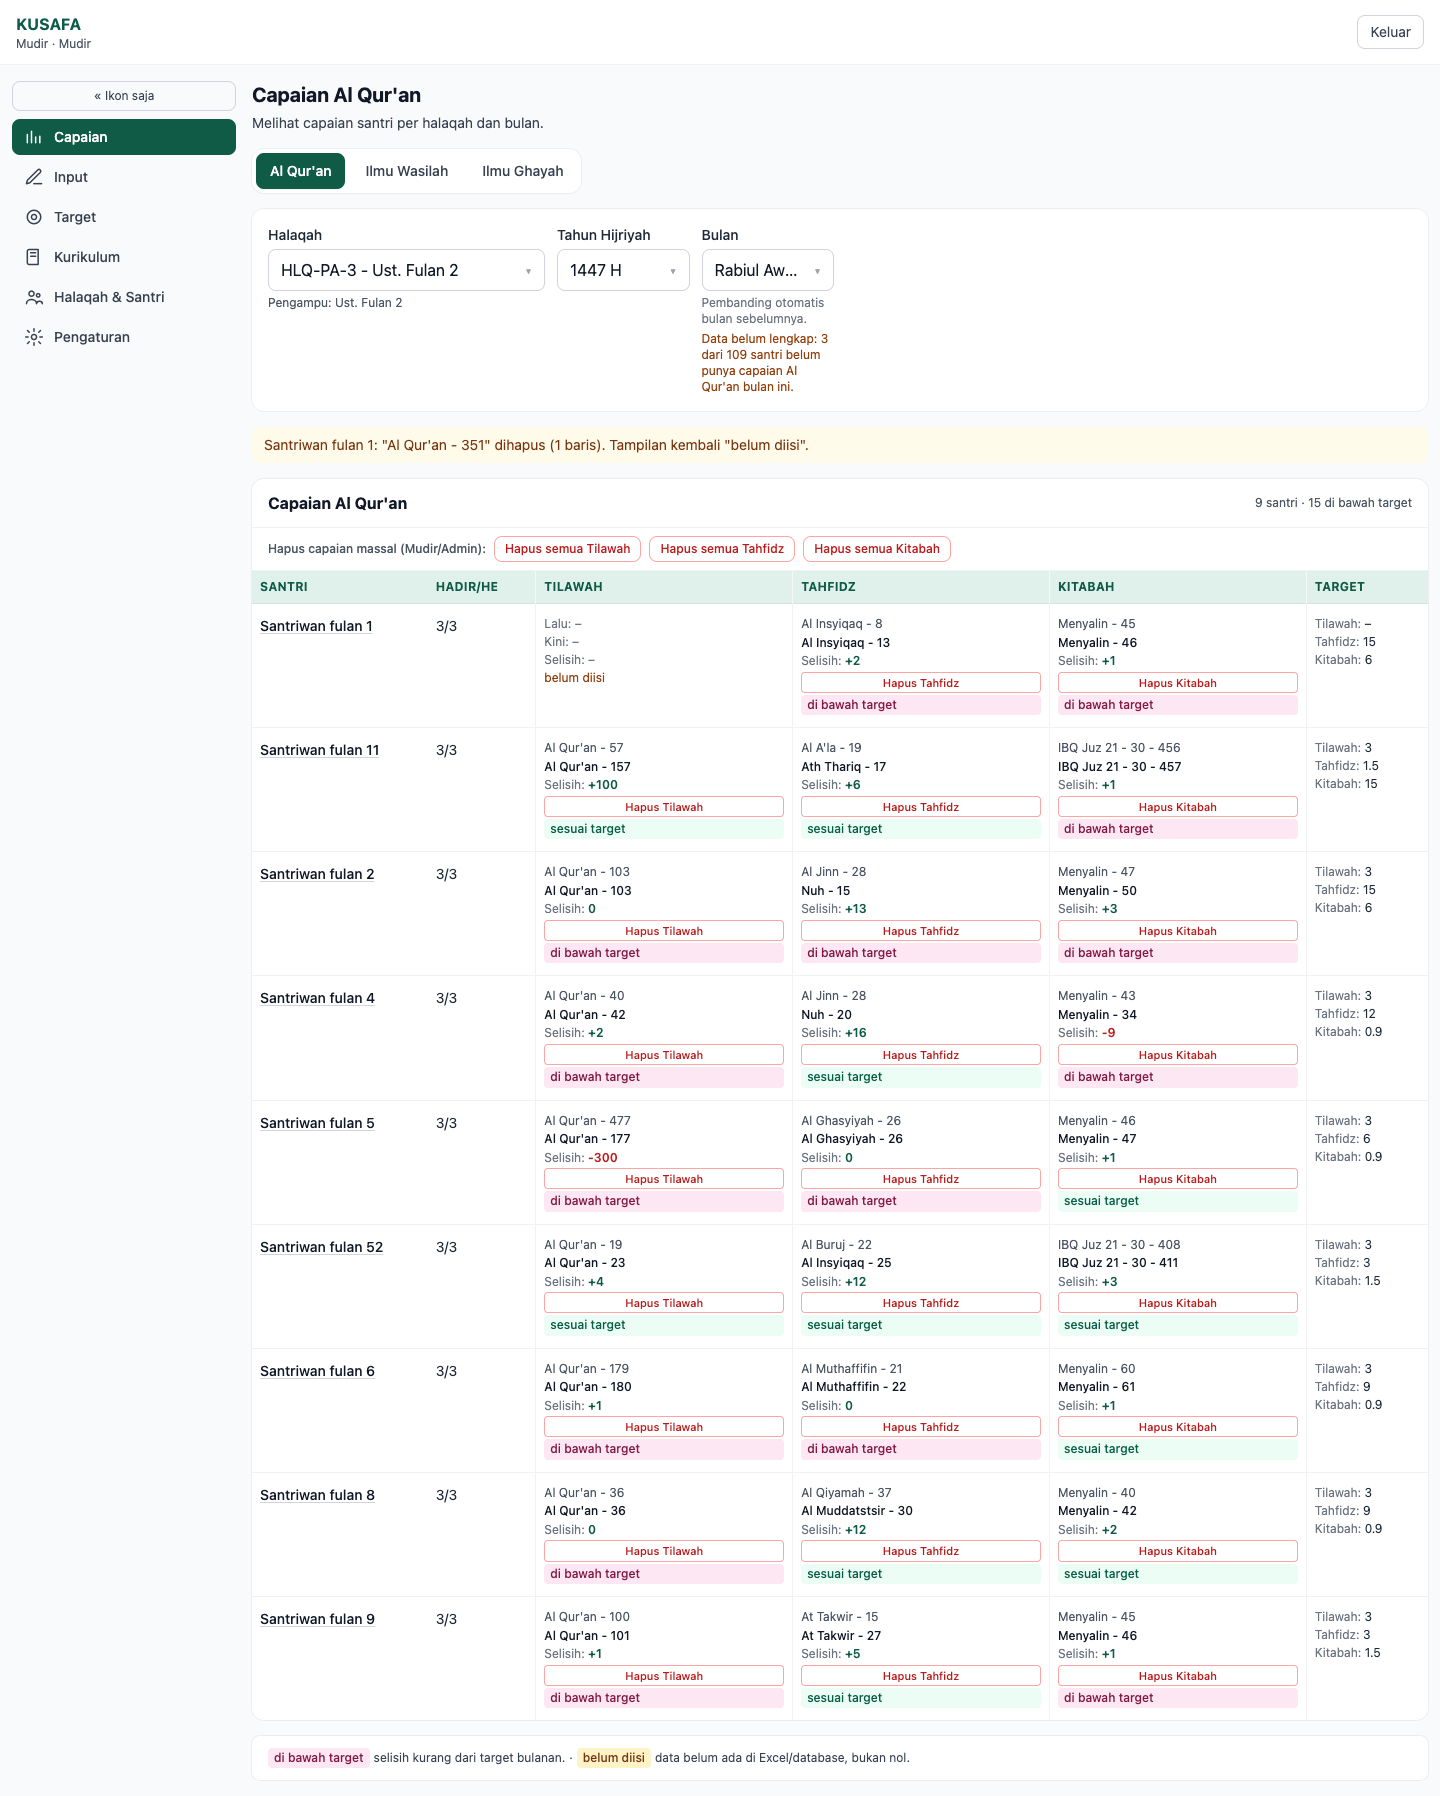 KUSAFA
Mudir · Mudir
Keluar
« Ikon saja
Capaian
Input
Target
Kurikulum
Halaqah & Santri
Pengaturan
Capaian Al Qur'an
Melihat capaian santri per halaqah dan bulan.
Al Qur'an
Ilmu Wasilah
Ilmu Ghayah
Halaqah
HLQ-PA-3 - Ust. Fulan 2
Pengampu: Ust. Fulan 2
Tahun Hijriyah
1447 H
Bulan
Rabiul Aw...
Pembanding otomatis
bulan sebelumnya.
Data belum lengkap: 3
dari 109 santri belum
punya capaian Al
Qur'an bulan ini.
Santriwan fulan 1: "Al Qur'an - 351" dihapus (1 baris). Tampilan kembali "belum diisi".
Capaian Al Qur'an
9 santri · 15 di bawah target
Hapus capaian massal (Mudir/Admin):
Hapus semua Tilawah
Hapus semua Tahfidz
Hapus semua Kitabah
SANTRI
HADIR/HE
TILAWAH
TAHFIDZ
KITABAH
TARGET
Santriwan fulan 1
3/3
Lalu: –
Kini: –
Selisih: –
belum diisi
Al Insyiqaq - 8
Al Insyiqaq - 13
Selisih: +2
Hapus Tahfidz
di bawah target
Menyalin - 45
Menyalin - 46
Selisih: +1
Hapus Kitabah
di bawah target
Tilawah: –
Tahfidz: 15
Kitabah: 6
Santriwan fulan 11
3/3
Al Qur'an - 57
Al Qur'an - 157
Selisih: +100
Hapus Tilawah
sesuai target
Al A'la - 19
Ath Thariq - 17
Selisih: +6
Hapus Tahfidz
sesuai target
IBQ Juz 21 - 30 - 456
IBQ Juz 21 - 30 - 457
Selisih: +1
Hapus Kitabah
di bawah target
Tilawah: 3
Tahfidz: 1.5
Kitabah: 15
Santriwan fulan 2
3/3
Al Qur'an - 103
Al Qur'an - 103
Selisih: 0
Hapus Tilawah
di bawah target
Al Jinn - 28
Nuh - 15
Selisih: +13
Hapus Tahfidz
di bawah target
Menyalin - 47
Menyalin - 50
Selisih: +3
Hapus Kitabah
di bawah target
Tilawah: 3
Tahfidz: 15
Kitabah: 6
Santriwan fulan 4
3/3
Al Qur'an - 40
Al Qur'an - 42
Selisih: +2
Hapus Tilawah
di bawah target
Al Jinn - 28
Nuh - 20
Selisih: +16
Hapus Tahfidz
sesuai target
Menyalin - 43
Menyalin - 34
Selisih: -9
Hapus Kitabah
di bawah target
Tilawah: 3
Tahfidz: 12
Kitabah: 0.9
Santriwan fulan 5
3/3
Al Qur'an - 477
Al Qur'an - 177
Selisih: -300
Hapus Tilawah
di bawah target
Al Ghasyiyah - 26
Al Ghasyiyah - 26
Selisih: 0
Hapus Tahfidz
di bawah target
Menyalin - 46
Menyalin - 47
Selisih: +1
Hapus Kitabah
sesuai target
Tilawah: 3
Tahfidz: 6
Kitabah: 0.9
Santriwan fulan 52
3/3
Al Qur'an - 19
Al Qur'an - 23
Selisih: +4
Hapus Tilawah
sesuai target
Al Buruj - 22
Al Insyiqaq - 25
Selisih: +12
Hapus Tahfidz
sesuai target
IBQ Juz 21 - 30 - 408
IBQ Juz 21 - 30 - 411
Selisih: +3
Hapus Kitabah
sesuai target
Tilawah: 3
Tahfidz: 3
Kitabah: 1.5
Santriwan fulan 6
3/3
Al Qur'an - 179
Al Qur'an - 180
Selisih: +1
Hapus Tilawah
di bawah target
Al Muthaffifin - 21
Al Muthaffifin - 22
Selisih: 0
Hapus Tahfidz
di bawah target
Menyalin - 60
Menyalin - 61
Selisih: +1
Hapus Kitabah
sesuai target
Tilawah: 3
Tahfidz: 9
Kitabah: 0.9
Santriwan fulan 8
3/3
Al Qur'an - 36
Al Qur'an - 36
Selisih: 0
Hapus Tilawah
di bawah target
Al Qiyamah - 37
Al Muddatstsir - 30
Selisih: +12
Hapus Tahfidz
sesuai target
Menyalin - 40
Menyalin - 42
Selisih: +2
Hapus Kitabah
sesuai target
Tilawah: 3
Tahfidz: 9
Kitabah: 0.9
Santriwan fulan 9
3/3
Al Qur'an - 100
Al Qur'an - 101
Selisih: +1
Hapus Tilawah
di bawah target
At Takwir - 15
At Takwir - 27
Selisih: +5
Hapus Tahfidz
sesuai target
Menyalin - 45
Menyalin - 46
Selisih: +1
Hapus Kitabah
di bawah target
Tilawah: 3
Tahfidz: 3
Kitabah: 1.5
di bawah target selisih kurang dari target bulanan. · belum diisi data belum ada di Excel/database, bukan nol.